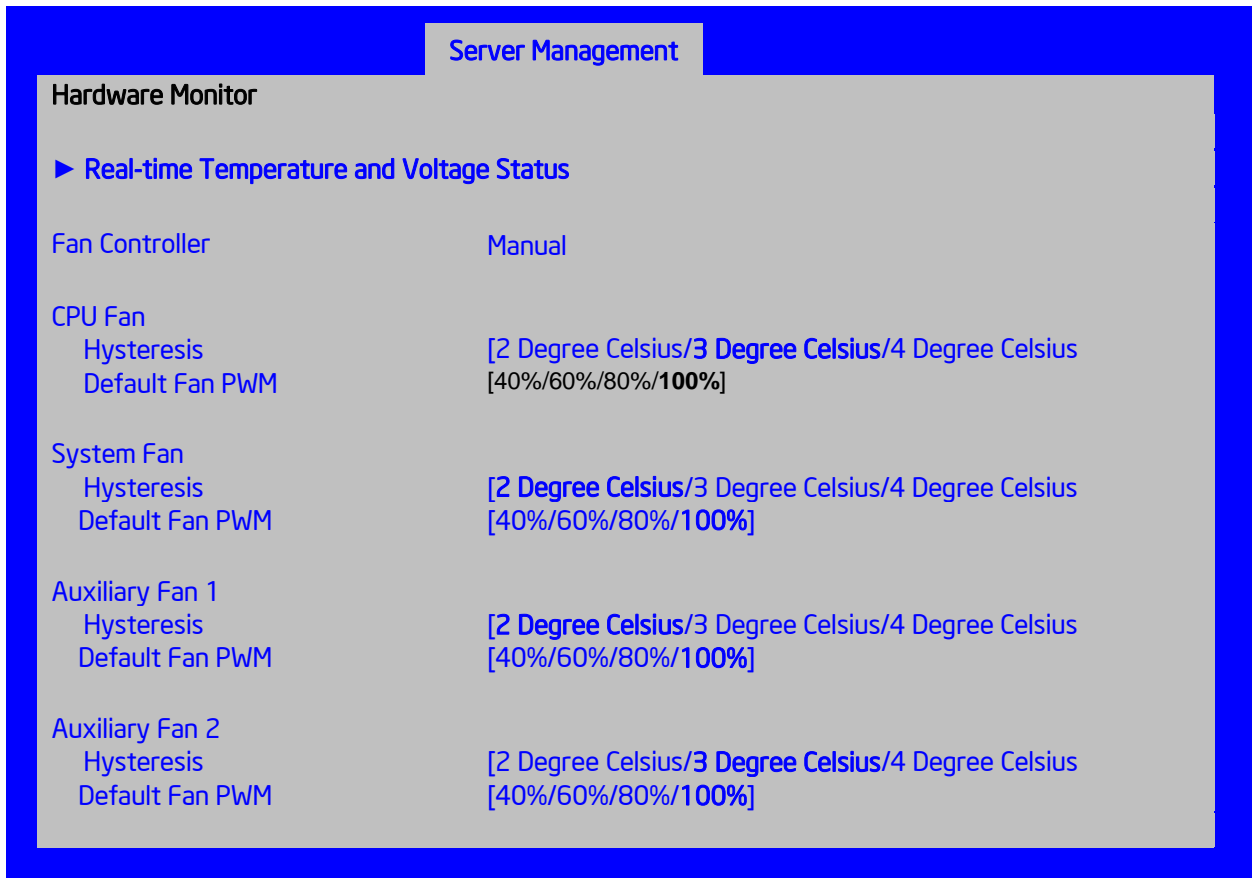 Server Management
Hardware Monitor
► Real-time Temperature and Voltage Status
Fan Controller Manual
CPU Fan
Hysteresis [2 Degree Celsius/3 Degree Celsius/4 Degree Celsius
Default Fan PWM [40%/60%/80%/100%]
System Fan
Hysteresis [2 Degree Celsius/3 Degree Celsius/4 Degree Celsius
Default Fan PWM [40%/60%/80%/100%]
Auxiliary Fan 1
Hysteresis [2 Degree Celsius/3 Degree Celsius/4 Degree Celsius
Default Fan PWM [40%/60%/80%/100%]
Auxiliary Fan 2
Hysteresis [2 Degree Celsius/3 Degree Celsius/4 Degree Celsius
Default Fan PWM [40%/60%/80%/100%]